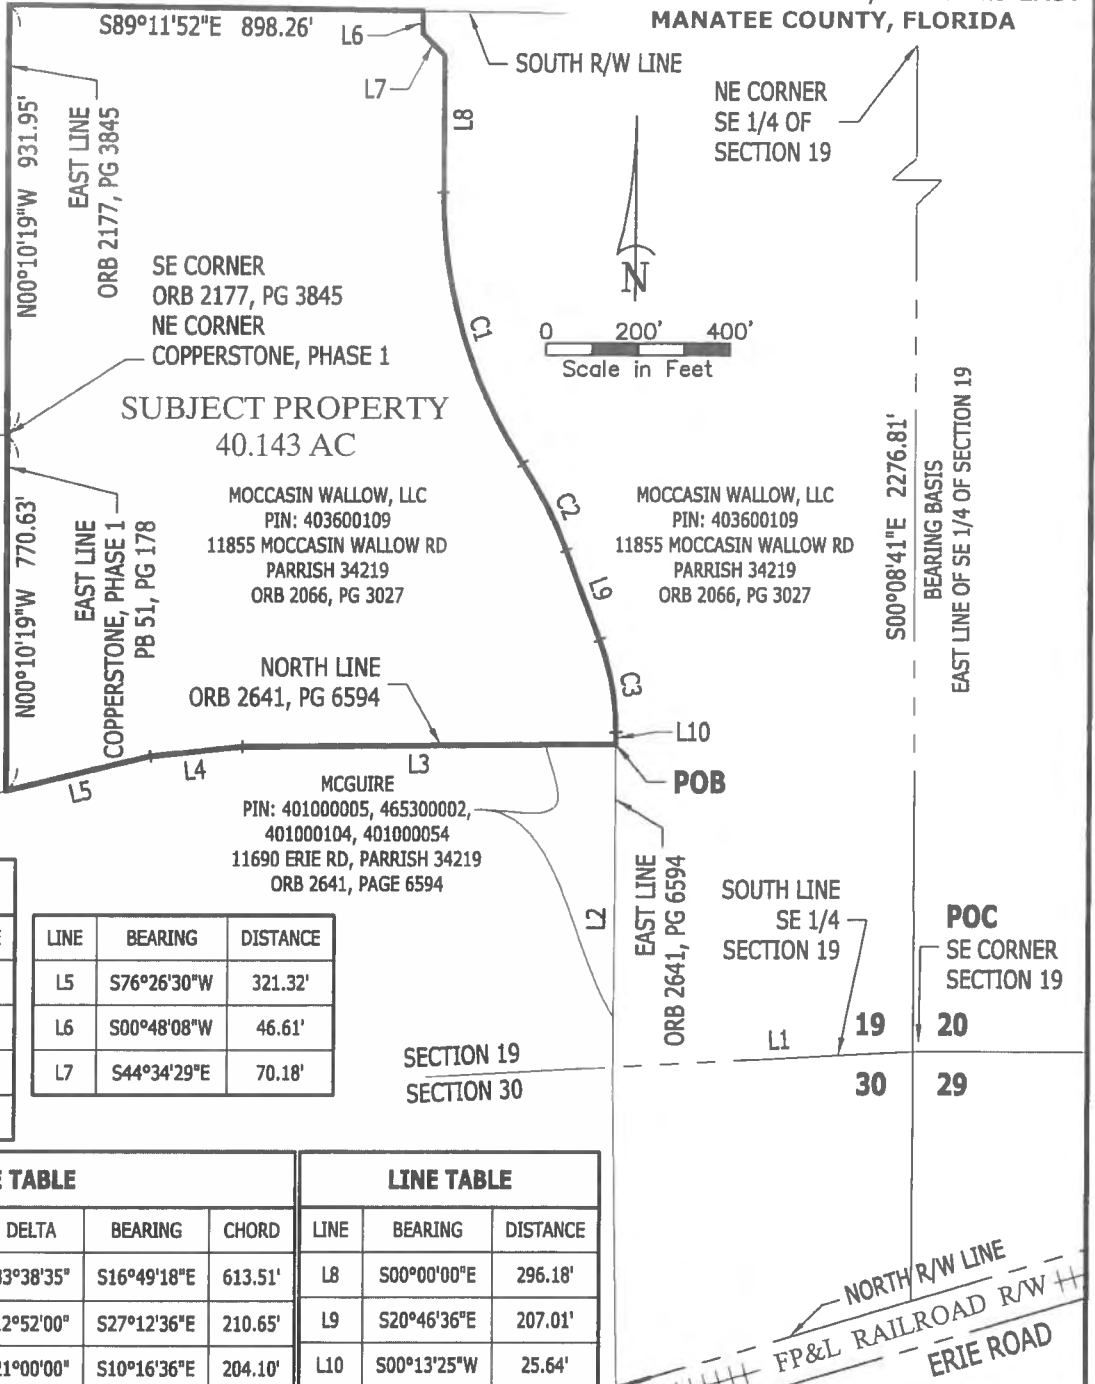 MANATEE COUNTY, FLORIDA
S89°11'52"E 898.26'
L6
SOUTH R/W LINE
L7
NE CORNER
SE 1/4 OF
SECTION 19
L8
N00°10'19"W 931.95'
EAST LINE
ORB 2177, PG 3845
SE CORNER
ORB 2177, PG 3845
NE CORNER
COPPERSTONE, PHASE 1
N
C1
0 200' 400'
Scale in Feet
SUBJECT PROPERTY
40.143 AC
MOCCASIN WALLOW, LLC
PIN: 403600109
11855 MOCCASIN WALLOW RD
PARRISH 34219
ORB 2066, PG 3027
C2
L9
MOCCASIN WALLOW, LLC
PIN: 403600109
11855 MOCCASIN WALLOW RD
PARRISH 34219
ORB 2066, PG 3027
S00°08'41"E 2276.81'
BEARING BASIS
EAST LINE OF SE 1/4 OF SECTION 19
N00°10'19"W 770.63'
EAST LINE
COPPERSTONE, PHASE 1
PB 51, PG 178
NORTH LINE
ORB 2641, PG 6594
C3
L10
POB
L5
L4
L3
MCGUIRE
PIN: 401000005, 465300002,
401000104, 401000054
11690 ERIE RD, PARRISH 34219
ORB 2641, PAGE 6594
L2
EAST LINE
ORB 2641, PG 6594
SOUTH LINE
SE 1/4
SECTION 19
POC
SE CORNER
SECTION 19
LINE BEARING DISTANCE
L5 S76°26'30"W 321.32'
L6 S00°48'08"W 46.61'
L7 S44°34'29"E 70.18'
SECTION 19
SECTION 30
L1
19 20
30 29
TABLE
DELTA BEARING CHORD
33°38'35" S16°49'18"E 613.51'
2°52'00" S27°12'36"E 210.65'
21°00'00" S10°16'36"E 204.10'
LINE TABLE
LINE BEARING DISTANCE
L8 S00°00'00"E 296.18'
L9 S20°46'36"E 207.01'
L10 S00°13'25"W 25.64'
NORTH R/W LINE
FP&L RAILROAD R/W
ERIE ROAD